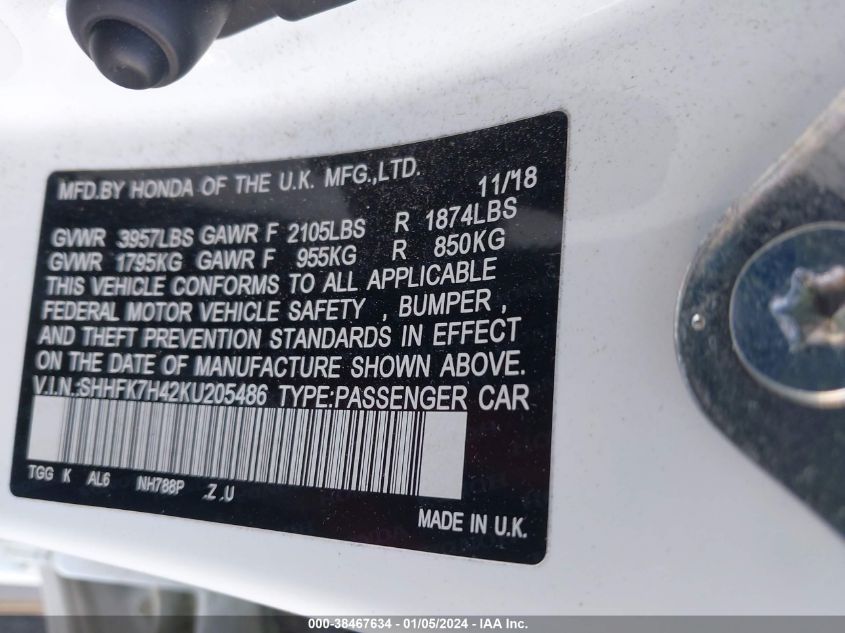 MFD.BY HONDA OF THE U.K. MFG.,LTD. 11/18
GVWR 3957LBS GAWR F 2105LBS R 1874LBS
GVWR 1795KG GAWR F 955KG R 850KG
THIS VEHICLE CONFORMS TO ALL APPLICABLE
FEDERAL MOTOR VEHICLE SAFETY , BUMPER ,
AND THEFT PREVENTION STANDARDS IN EFFECT
ON THE DATE OF MANUFACTURE SHOWN ABOVE.
V.I.N.:SHHFK7H42KU205486 TYPE:PASSENGER CAR
TGG K AL6 NH788P .Z .U
MADE IN U.K.
000-38467634 - 01/05/2024 - IAA Inc.